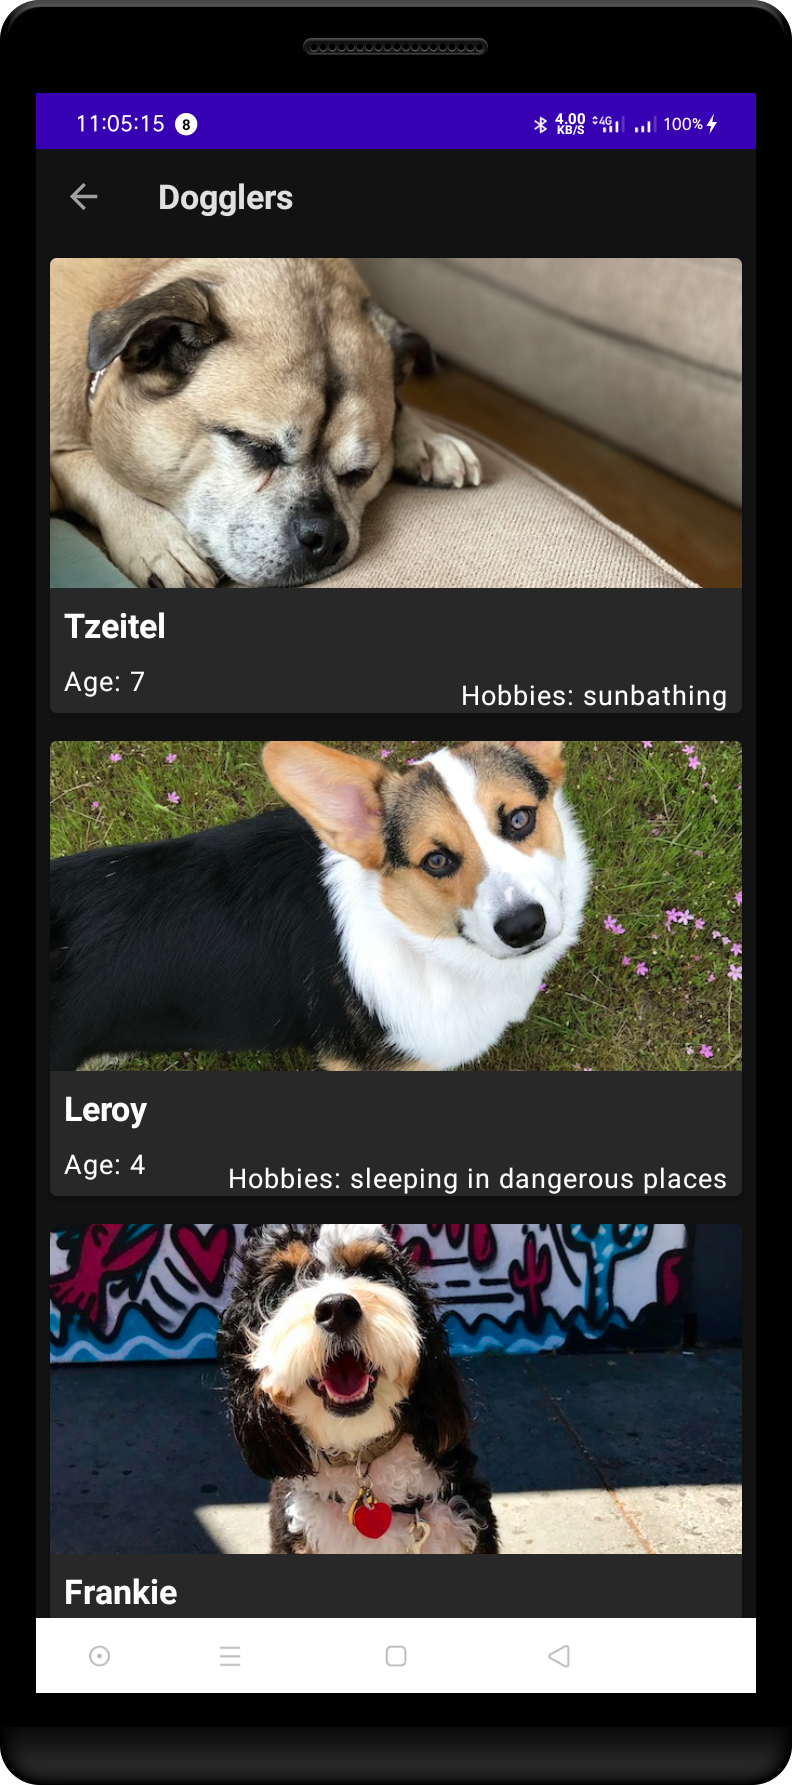 11:05:15 8 4.00 KB/S 4G 100%
Dogglers
Tzeitel
Age: 7
Hobbies: sunbathing
Leroy
Age: 4
Hobbies: sleeping in dangerous places
Frankie